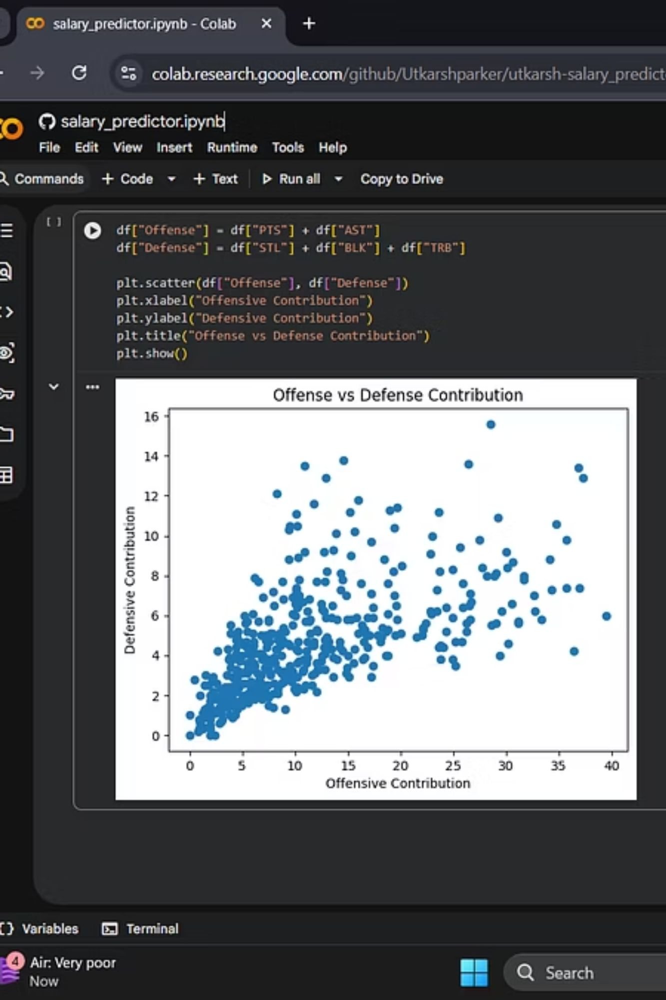 salary_predictor.ipynb - Colab
colab.research.google.com/github/Utkarshparker/utkarsh-salary_predict
salary_predictor.ipynb
File Edit View Insert Runtime Tools Help
Commands + Code + Text Run all Copy to Drive
[ ]
df["Offense"] = df["PTS"] + df["AST"]
df["Defense"] = df["STL"] + df["BLK"] + df["TRB"]
plt.scatter(df["Offense"], df["Defense"])
plt.xlabel("Offensive Contribution")
plt.ylabel("Defensive Contribution")
plt.title("Offense vs Defense Contribution")
plt.show()
Offense vs Defense Contribution
16
14
12
10
8
6
4
2
0
Defensive Contribution
0 5 10 15 20 25 30 35 40
Offensive Contribution
Variables Terminal
4
Air: Very poor
Now
Search